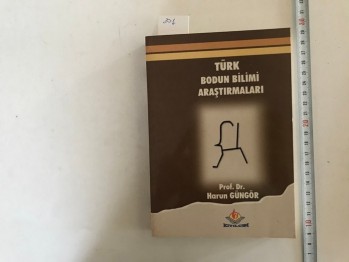 TÜRK
BODUN BİLİMİ
ARAŞTIRMALARI
Prof. Dr.
Harun GÜNGÖR